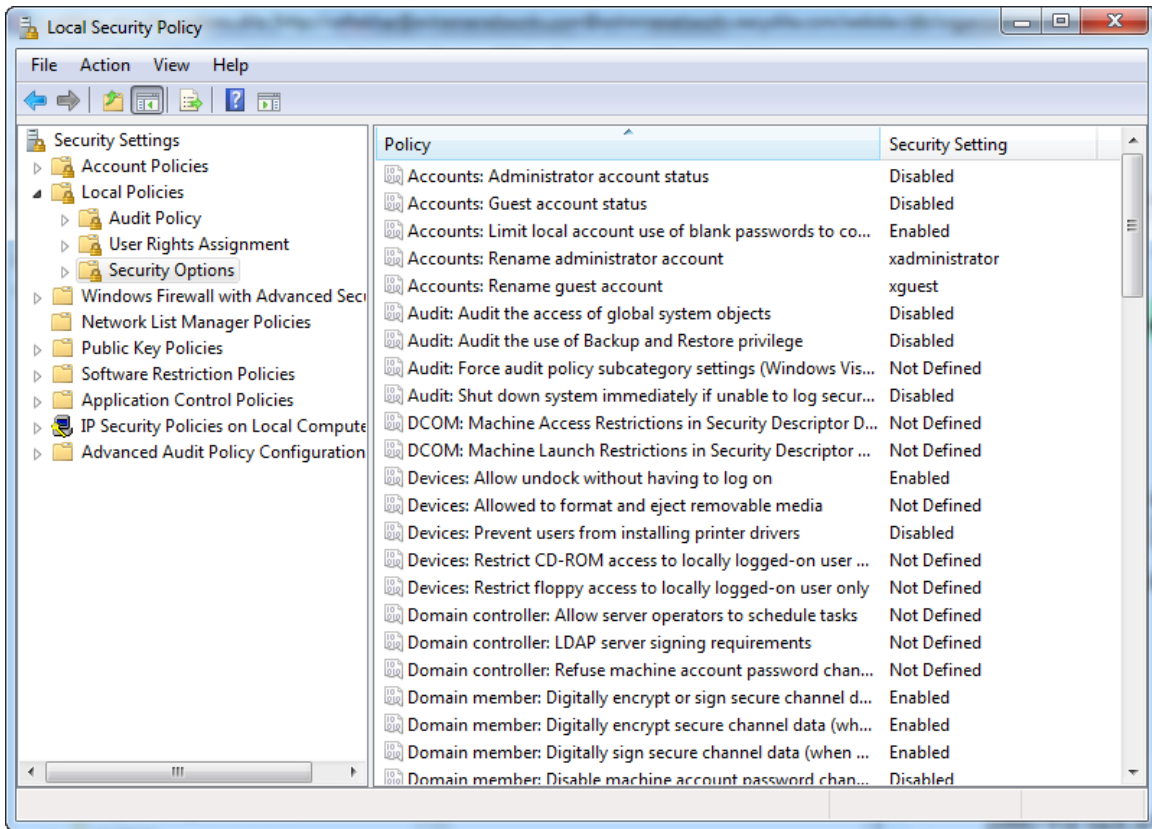 Local Security Policy
File Action View Help
Security Settings
Account Policies
Local Policies
Audit Policy
User Rights Assignment
Security Options
Windows Firewall with Advanced Secu
Network List Manager Policies
Public Key Policies
Software Restriction Policies
Application Control Policies
IP Security Policies on Local Compute
Advanced Audit Policy Configuration
Policy Security Setting
Accounts: Administrator account status Disabled
Accounts: Guest account status Disabled
Accounts: Limit local account use of blank passwords to co... Enabled
Accounts: Rename administrator account xadministrator
Accounts: Rename guest account xguest
Audit: Audit the access of global system objects Disabled
Audit: Audit the use of Backup and Restore privilege Disabled
Audit: Force audit policy subcategory settings (Windows Vis... Not Defined
Audit: Shut down system immediately if unable to log secur... Disabled
DCOM: Machine Access Restrictions in Security Descriptor D... Not Defined
DCOM: Machine Launch Restrictions in Security Descriptor ... Not Defined
Devices: Allow undock without having to log on Enabled
Devices: Allowed to format and eject removable media Not Defined
Devices: Prevent users from installing printer drivers Disabled
Devices: Restrict CD-ROM access to locally logged-on user ... Not Defined
Devices: Restrict floppy access to locally logged-on user only Not Defined
Domain controller: Allow server operators to schedule tasks Not Defined
Domain controller: LDAP server signing requirements Not Defined
Domain controller: Refuse machine account password chan... Not Defined
Domain member: Digitally encrypt or sign secure channel d... Enabled
Domain member: Digitally encrypt secure channel data (wh... Enabled
Domain member: Digitally sign secure channel data (when ... Enabled
Domain member: Disable machine account password chan... Disabled